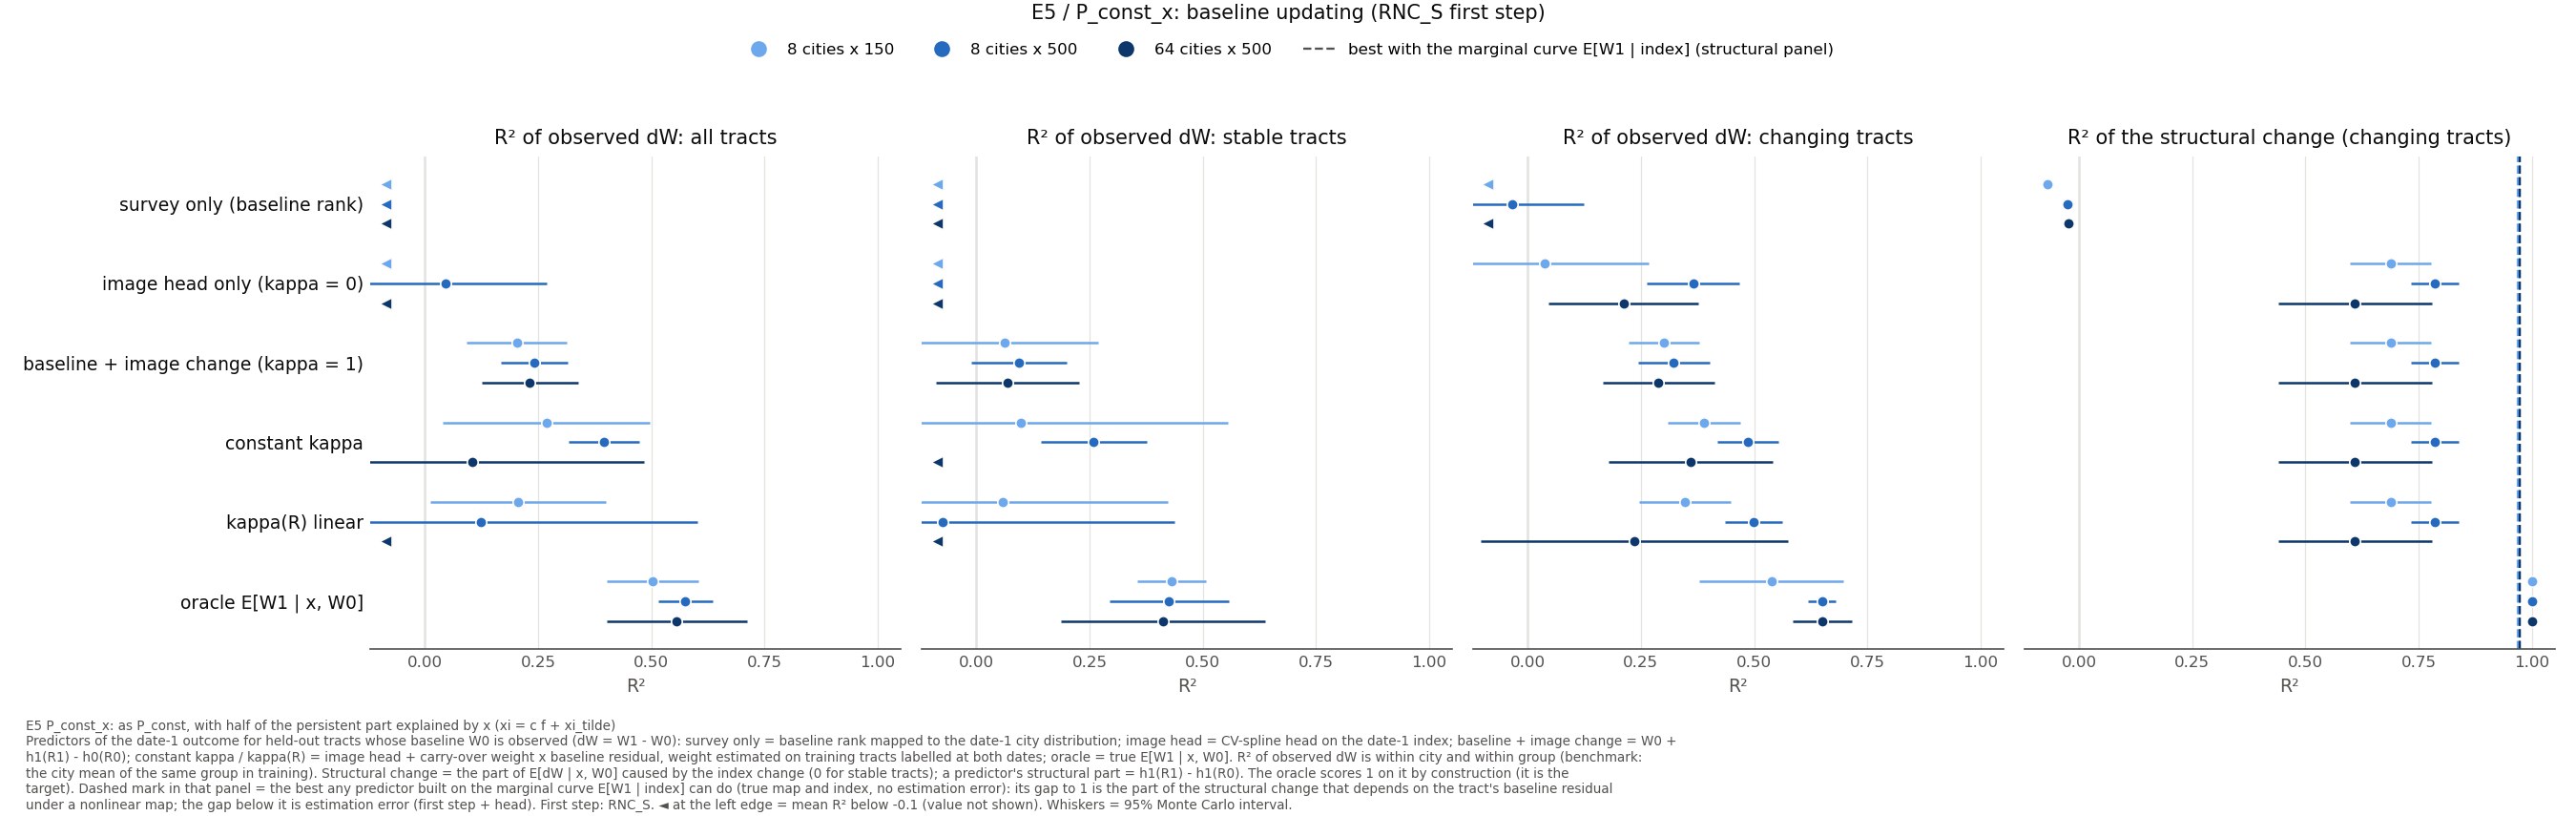 E5 / P_const_x: baseline updating (RNC_S first step)
8 cities x 150
8 cities x 500
64 cities x 500
best with the marginal curve E[W1 | index] (structural panel)
R² of observed dW: all tracts
R² of observed dW: stable tracts
R² of observed dW: changing tracts
R² of the structural change (changing tracts)
survey only (baseline rank)
image head only (kappa = 0)
baseline + image change (kappa = 1)
constant kappa
kappa(R) linear
oracle E[W1 | x, W0]
0.00 0.25 0.50 0.75 1.00
0.00 0.25 0.50 0.75 1.00
0.00 0.25 0.50 0.75 1.00
0.00 0.25 0.50 0.75 1.00
R²
R²
R²
R²
E5 P_const_x: as P_const, with half of the persistent part explained by x (xi = c f + xi_tilde)
Predictors of the date-1 outcome for held-out tracts whose baseline W0 is observed (dW = W1 - W0): survey only = baseline rank mapped to the date-1 city distribution; image head = CV-spline head on the date-1 index; baseline + image change = W0 +
h1(R1) - h0(R0); constant kappa / kappa(R) = image head + carry-over weight x baseline residual, weight estimated on training tracts labelled at both dates; oracle = true E[W1 | x, W0]. R² of observed dW is within city and within group (benchmark:
the city mean of the same group in training). Structural change = the part of E[dW | x, W0] caused by the index change (0 for stable tracts); a predictor's structural part = h1(R1) - h1(R0). The oracle scores 1 on it by construction (it is the
target). Dashed mark in that panel = the best any predictor built on the marginal curve E[W1 | index] can do (true map and index, no estimation error): its gap to 1 is the part of the structural change that depends on the tract's baseline residual
under a nonlinear map; the gap below it is estimation error (first step + head). First step: RNC_S. ◄ at the left edge = mean R² below -0.1 (value not shown). Whiskers = 95% Monte Carlo interval.